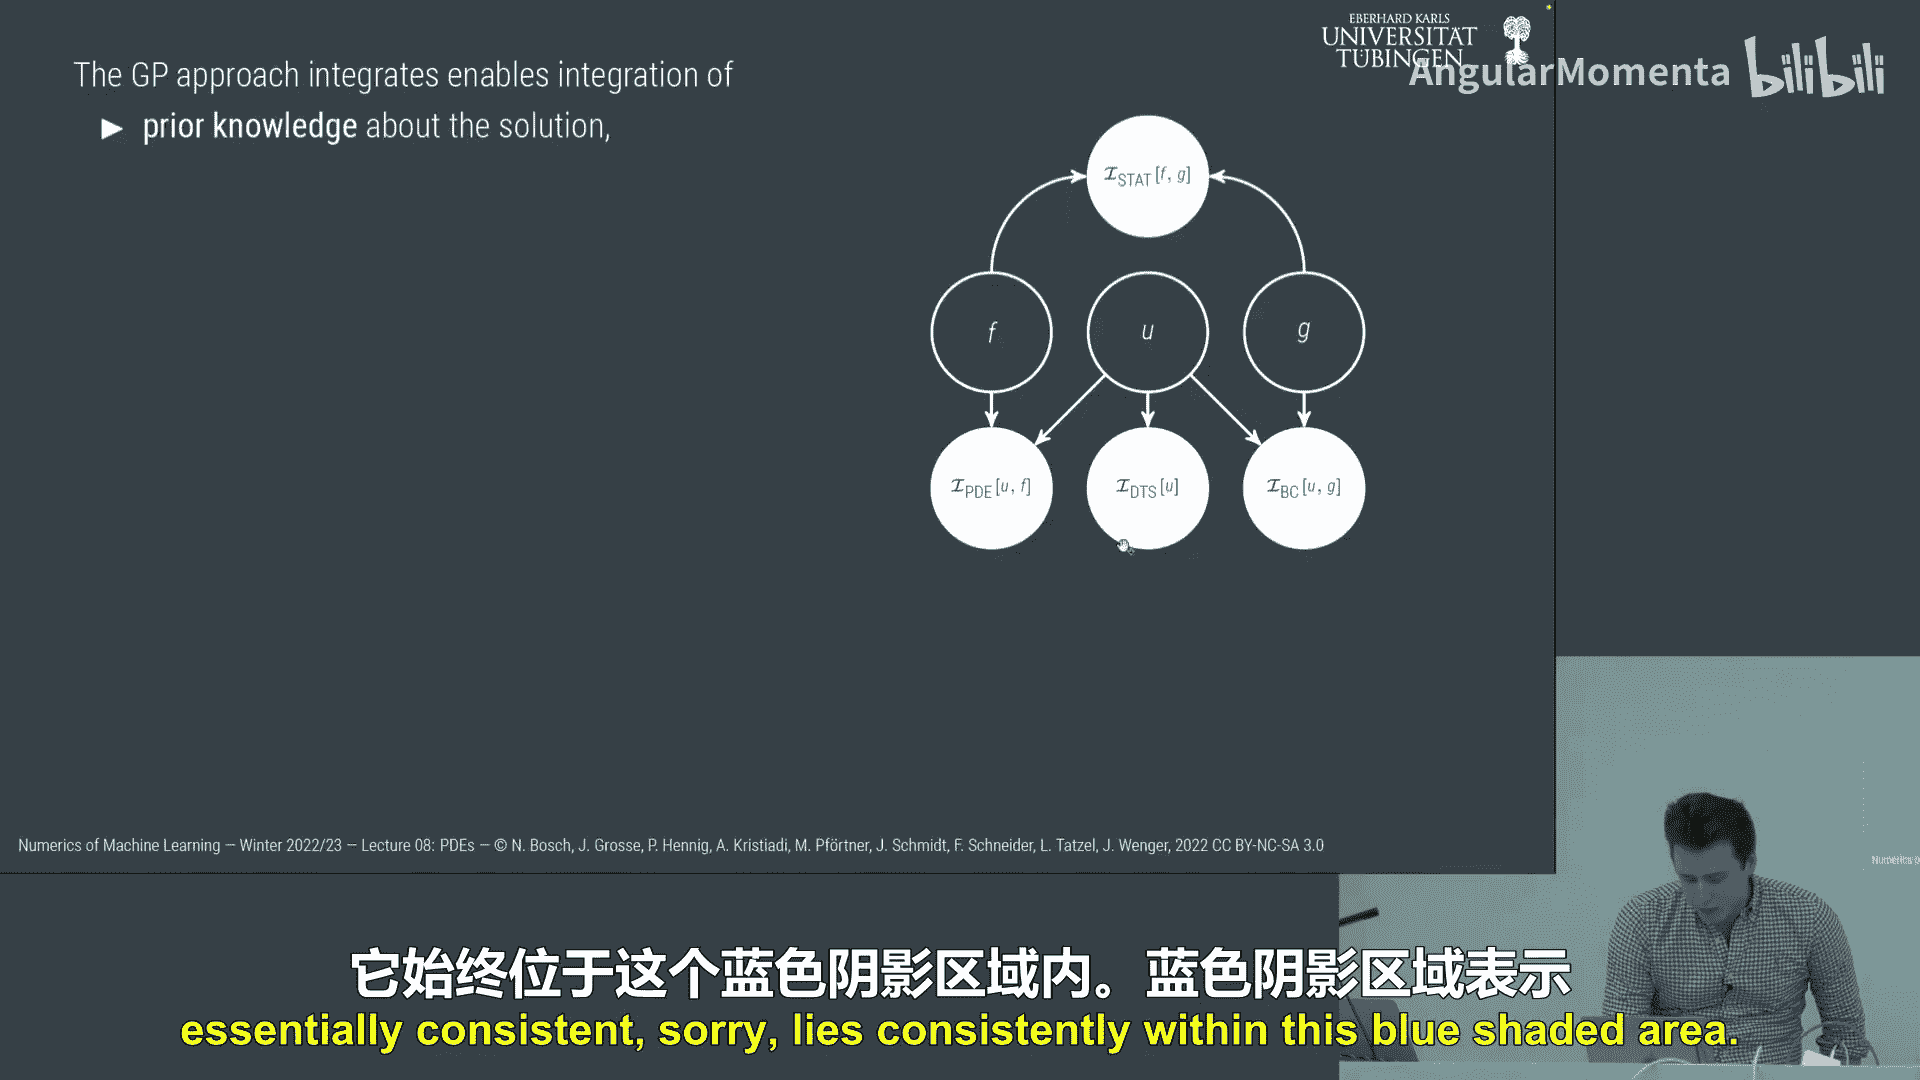 EBERHARD KARLS
UNIVERSITÄT
TÜBINGEN
AngularMomenta bilibili
The GP approach integrates enables integration of
► prior knowledge about the solution,
𝓘STAT[f, g]
f
u
g
𝓘PDE[u, f]
𝓘DTS[u]
𝓘BC[u, g]
Numerics of Machine Learning — Winter 2022/23 — Lecture 08: PDEs — © N. Bosch, J. Grosse, P. Hennig, A. Kristiadi, M. Pförtner, J. Schmidt, F. Schneider, L. Tatzel, J. Wenger, 2022 CC BY-NC-SA 3.0
Numerics
它始终位于这个蓝色阴影区域内。蓝色阴影区域表示
essentially consistent, sorry, lies consistently within this blue shaded area.